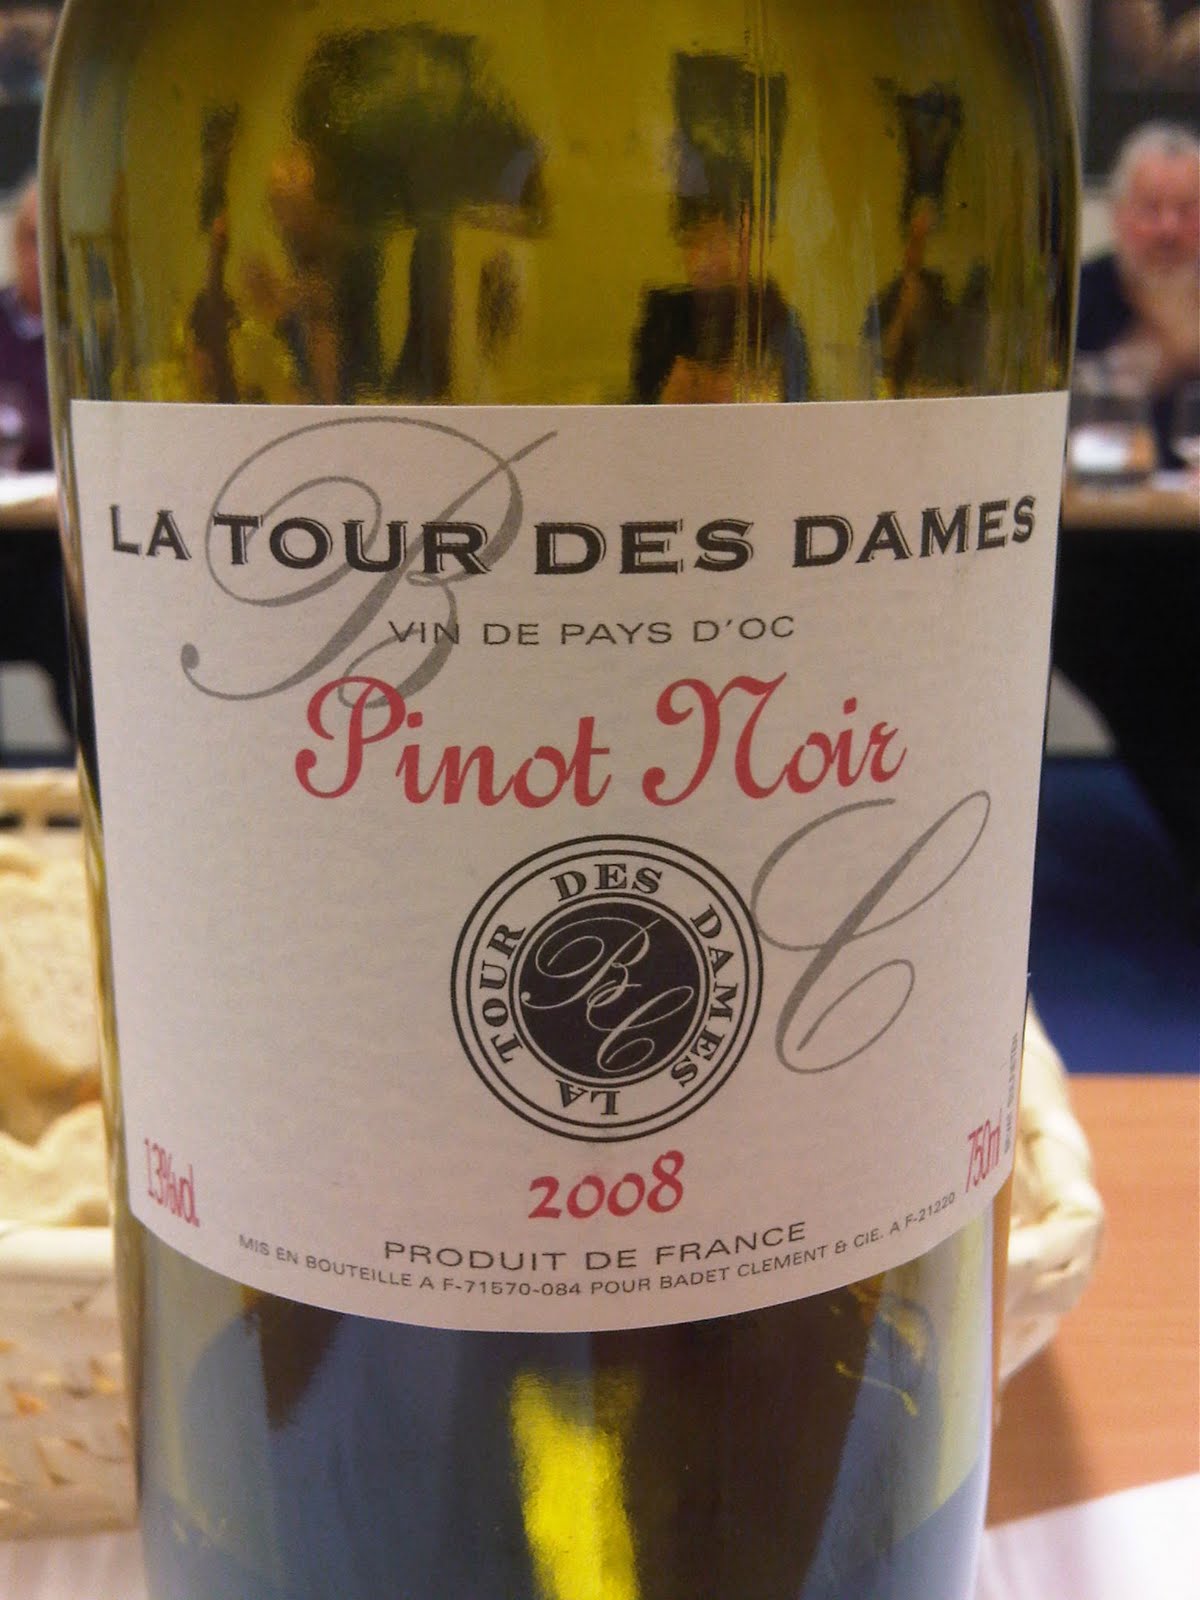 B
LA TOUR DES DAMES
VIN DE PAYS D'OC
Pinot Noir
C
LA TOUR DES DAMES
BC
13%vol.
750ml
2008
PRODUIT DE FRANCE
MIS EN BOUTEILLE A F-71570-084 POUR BADET CLEMENT & CIE. A F-21220